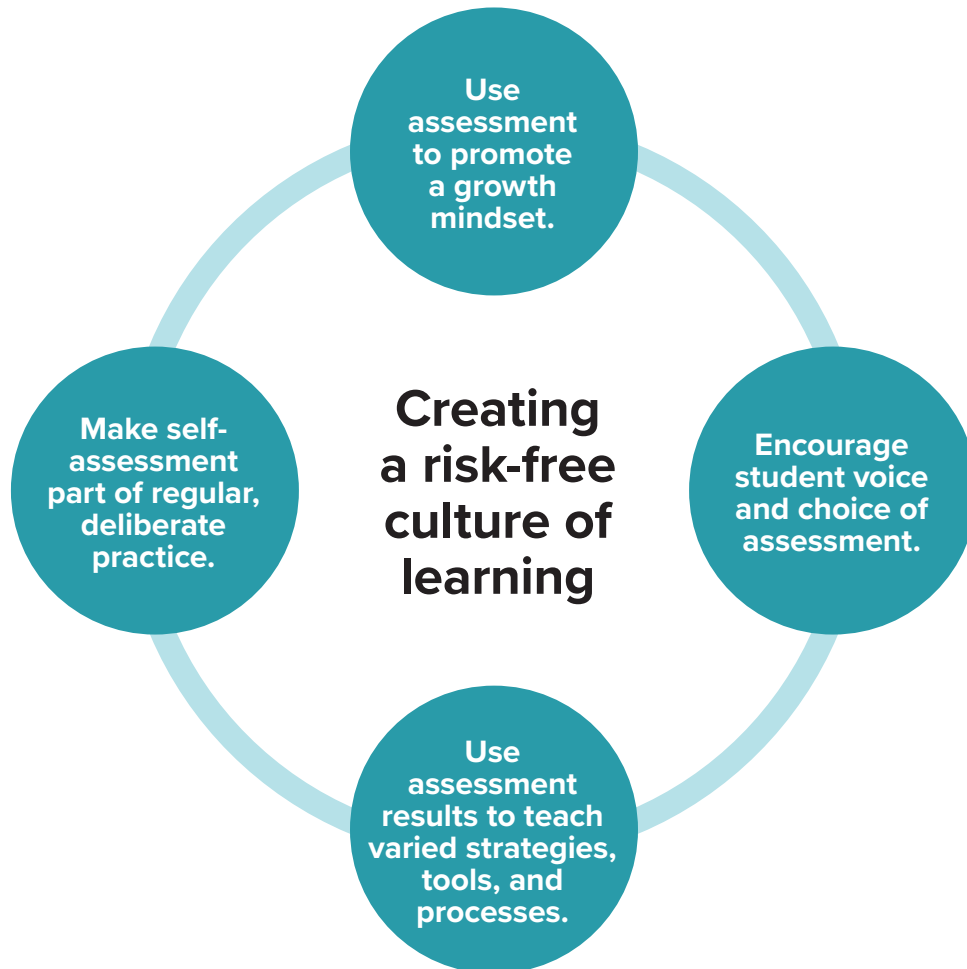 Use
assessment
to promote
a growth
mindset.
Make self-
assessment
part of regular,
deliberate
practice.
Creating
a risk-free
culture of
learning
Encourage
student voice
and choice of
assessment.
Use
assessment
results to teach
varied strategies,
tools, and
processes.